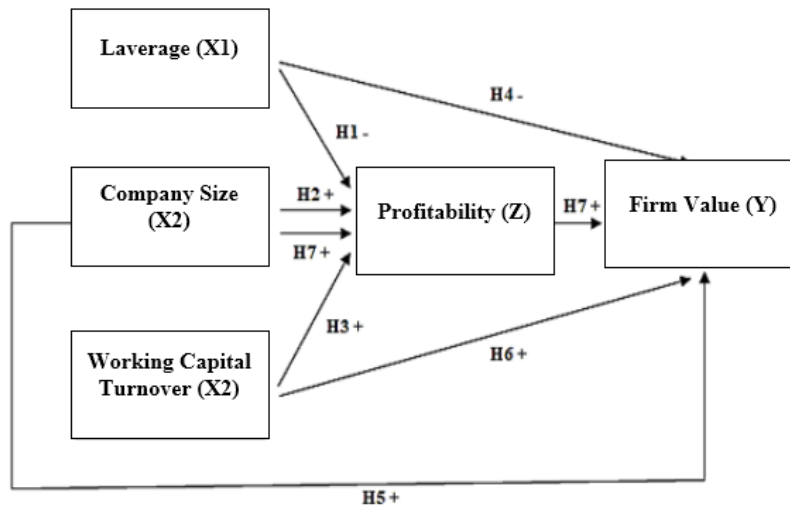 Laverage (X1)
H4 -
H1 -
Company Size
(X2)
H2 +
H7 +
Profitability (Z)
H7 +
Firm Value (Y)
H3 +
Working Capital
Turnover (X2)
H6 +
H5 +